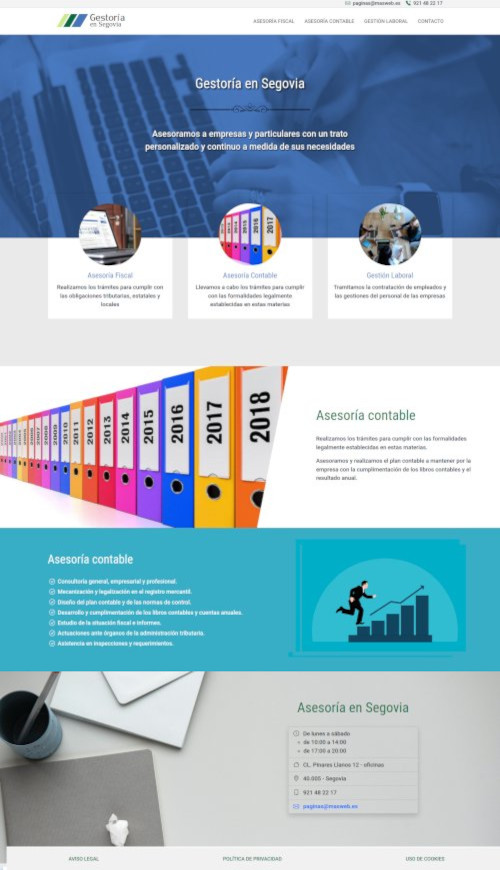 paginas@masweb.es 921 48 22 17
Gestoría
en Segovia
ASESORÍA FISCAL ASESORÍA CONTABLE GESTIÓN LABORAL CONTACTO
Gestoría en Segovia
Asesoramos a empresas y particulares con un trato
personalizado y continuo a medida de sus necesidades
2013 2014 2015 2016 2017
Asesoría Fiscal
Realizamos los trámites para cumplir con
las obligaciones tributarias, estatales y
locales
Asesoría Contable
Llevamos a cabo los trámites para cumplir
con las formalidades legalmente
establecidas en estas materias
Gestión Laboral
Tramitamos la contratación de empleados y
las gestiones del personal de las empresas
2005 2006 2007 2008 2009 2010 2011 2012 2013 2014 2015 2016 2017 2018
Asesoría contable
Realizamos los trámites para cumplir con las formalidades
legalmente establecidas en estas materias.
Asesoramos y realizamos el plan contable a mantener por la
empresa con la cumplimentación de los libros contables y el
resultado anual.
Asesoría contable
Consultoría general, empresarial y profesional.
Mecanización y legalización en el registro mercantil.
Diseño del plan contable y de las normas de control.
Desarrollo y cumplimentación de los libros contables y cuentas anuales.
Estudio de la situación fiscal e informes.
Actuaciones ante órganos de la administración tributaria.
Asistencia en inspecciones y requerimientos.
Asesoría en Segovia
De lunes a sábado
de 10:00 a 14:00
de 17:00 a 20:00
CL. Pinares Llanos 12 - oficinas
40.005 - Segovia
921 48 22 17
paginas@masweb.es
AVISO LEGAL POLÍTICA DE PRIVACIDAD USO DE COOKIES